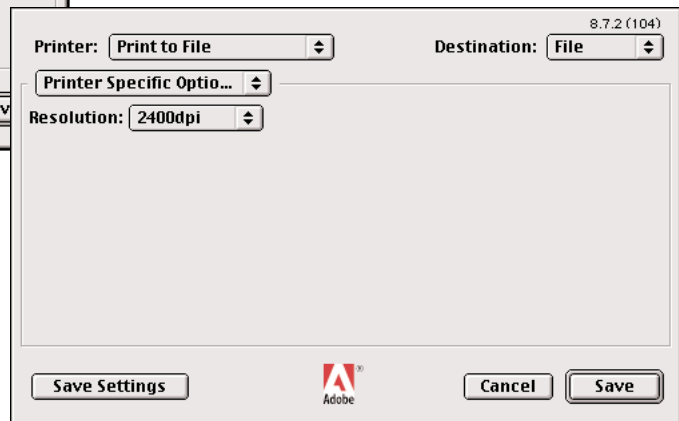 8.7.2 (104)
Printer: Print to File Destination: File
Printer Specific Optio...
Resolution: 2400dpi
Save Settings
Adobe®
Cancel Save